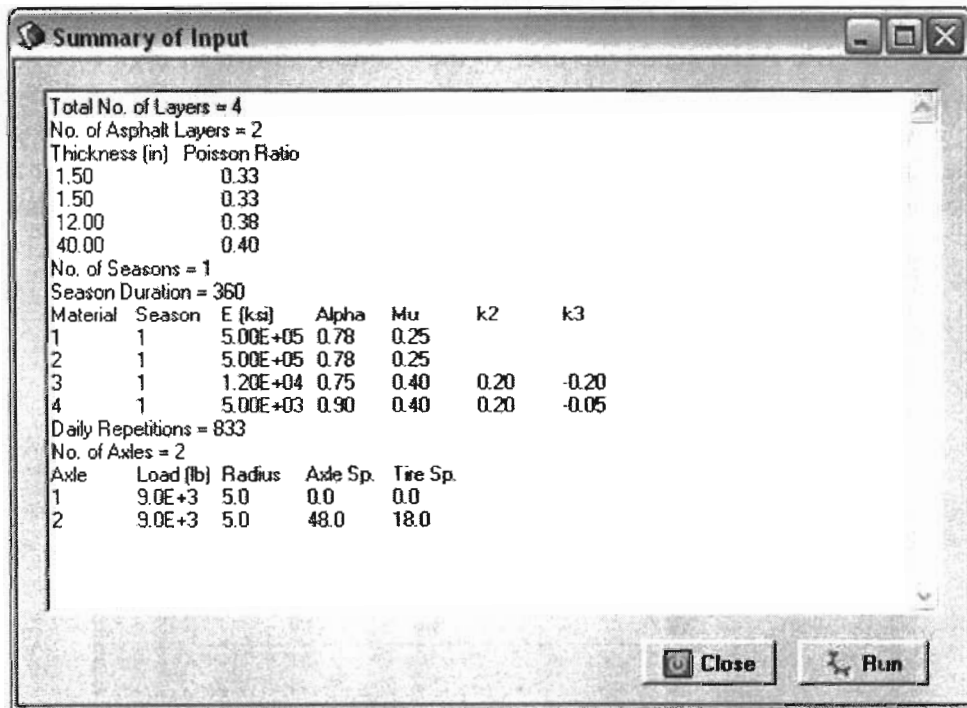 Summary of Input
Total No. of Layers = 4
No. of Asphalt Layers = 2
Thickness (in) Poisson Ratio
1.50 0.33
1.50 0.33
12.00 0.38
40.00 0.40
No. of Seasons = 1
Season Duration = 360
Material Season E (ksi) Alpha Mu k2 k3
1 1 5.00E+05 0.78 0.25
2 1 5.00E+05 0.78 0.25
3 1 1.20E+04 0.75 0.40 0.20 -0.20
4 1 5.00E+03 0.90 0.40 0.20 -0.05
Daily Repetitions = 833
No. of Axles = 2
Axle Load (lb) Radius Axle Sp. Tire Sp.
1 9.0E+3 5.0 0.0 0.0
2 9.0E+3 5.0 48.0 18.0
Close Run